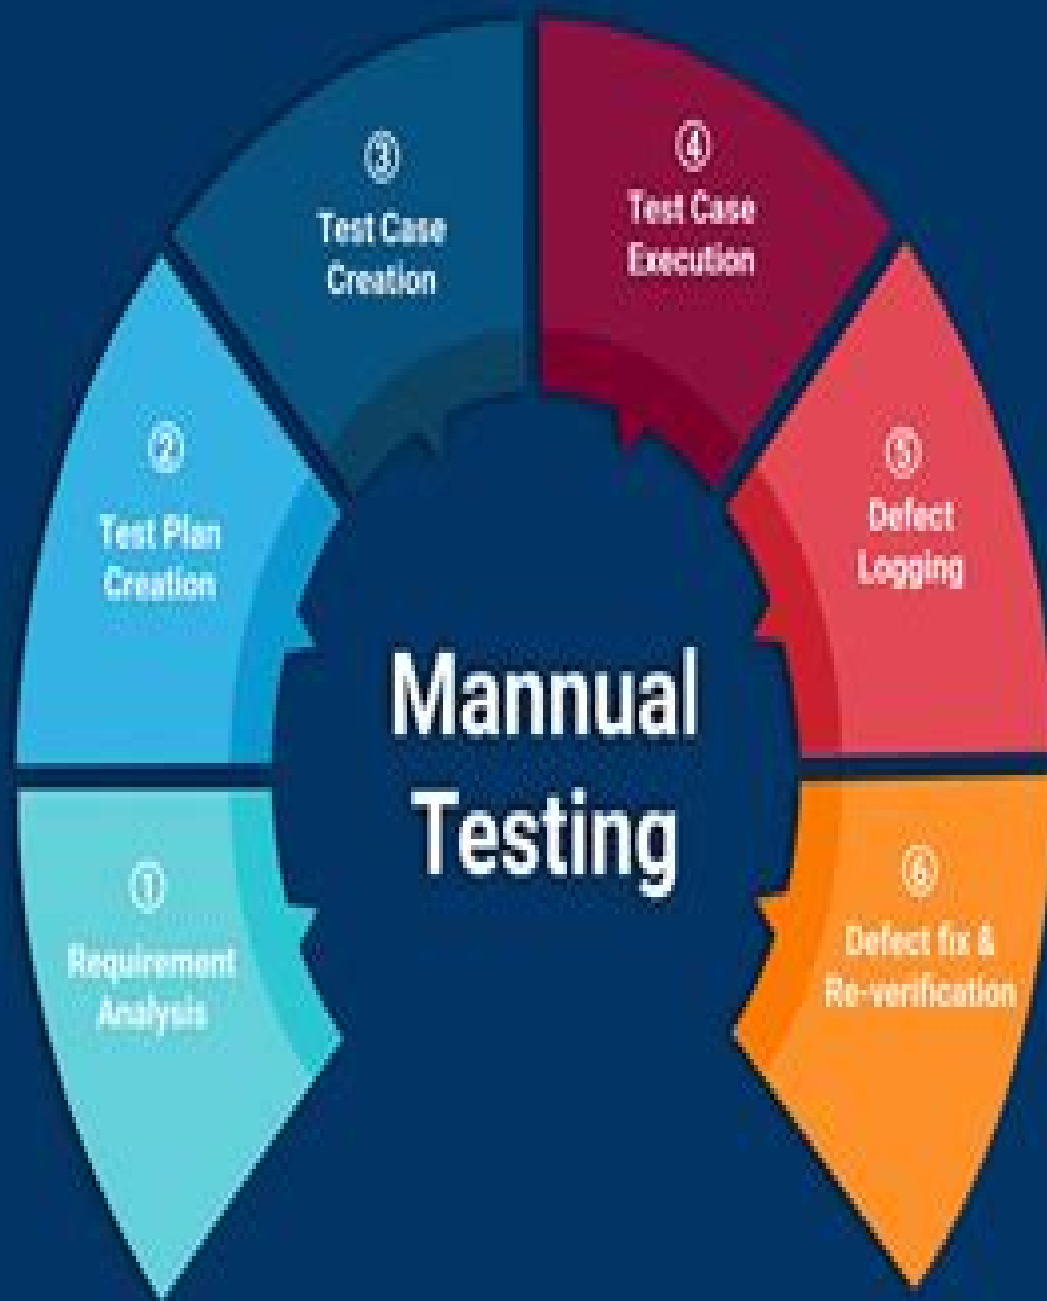 ①
Requirement
Analysis
②
Test Plan
Creation
③
Test Case
Creation
④
Test Case
Execution
⑤
Defect
Logging
⑥
Defect fix &
Re-verification
Mannual
Testing